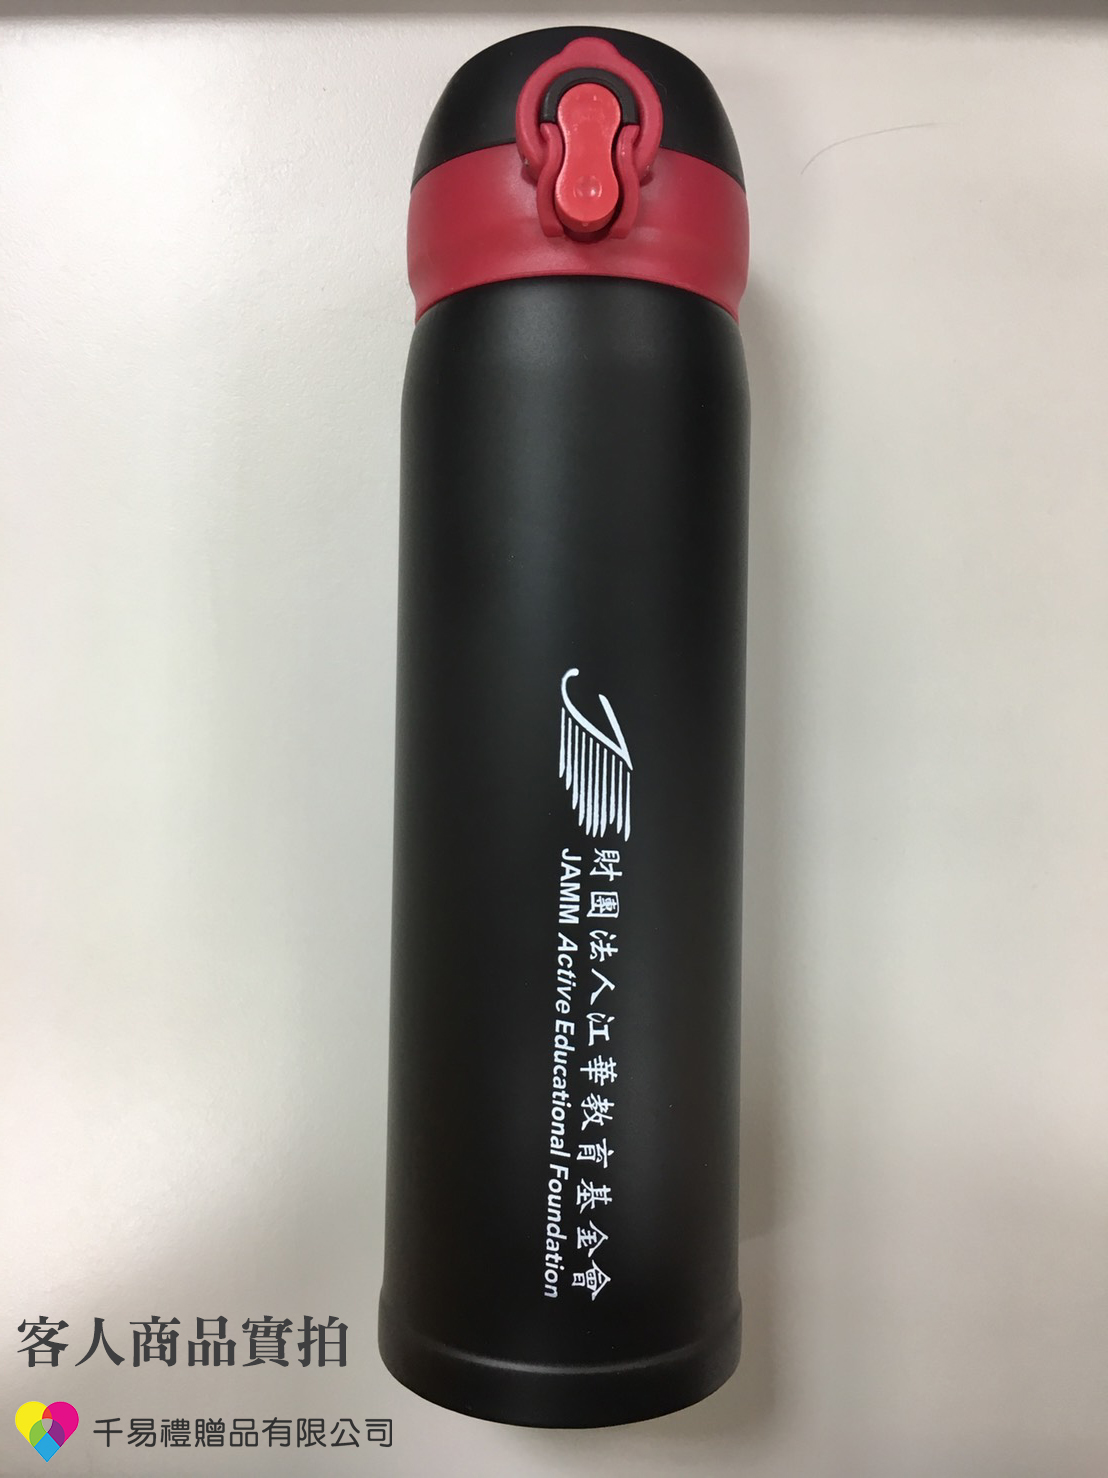 財團法人江華教育基金會
JAMM Active Educational Foundation
客人商品實拍
千易禮贈品有限公司